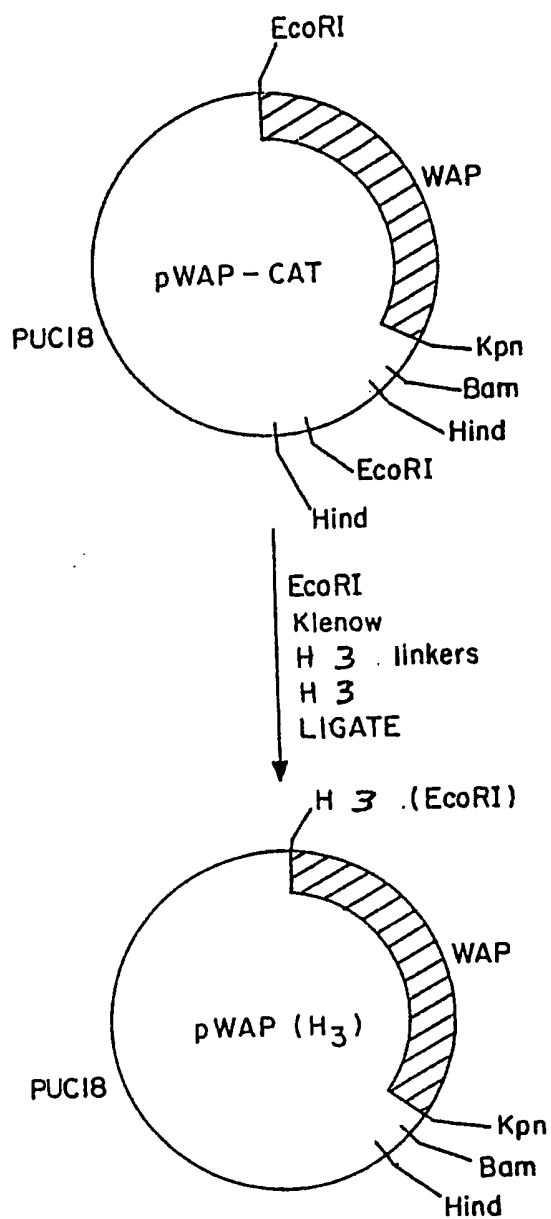 EcoRI
WAP
pWAP-CAT
PUC18
Kpn
Bam
Hind
EcoRI
Hind
EcoRI
Klenow
H 3 . linkers
H 3
LIGATE
H 3 .(EcoRI)
WAP
pWAP (H3)
PUC18
Kpn
Bam
Hind